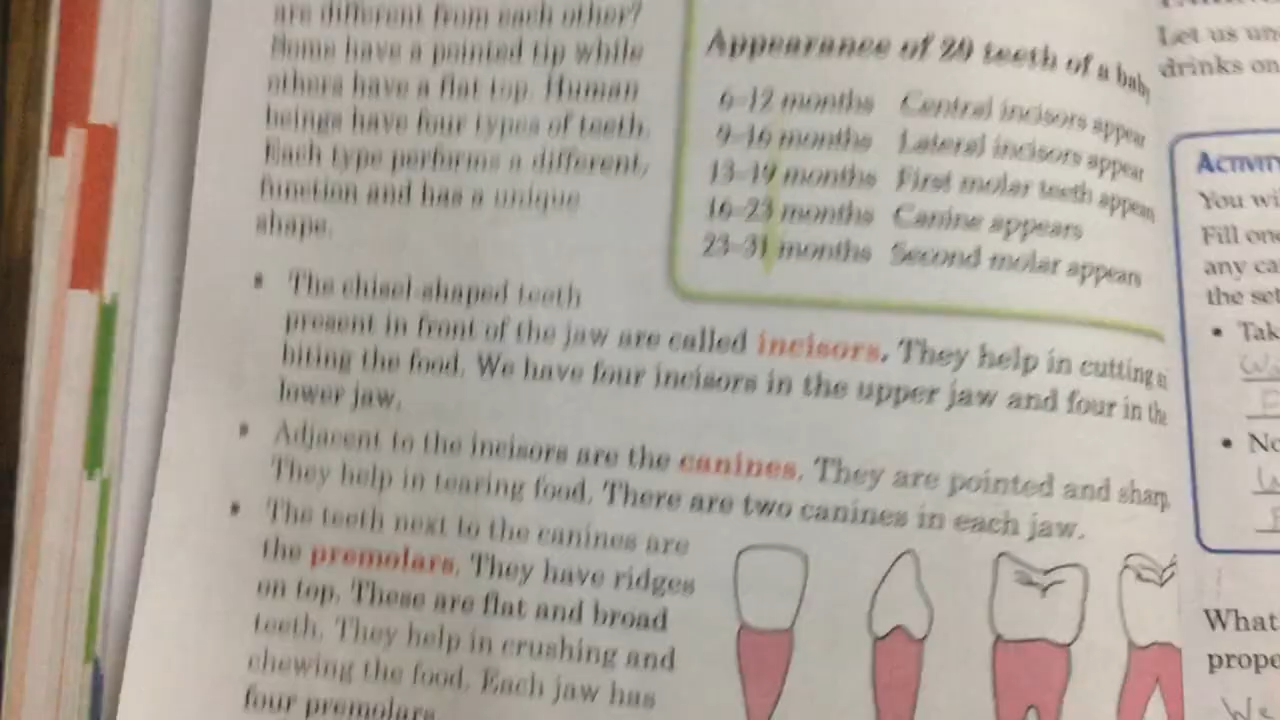 are different from each other?
Some have a pointed tip while
others have a flat top. Human
beings have four types of teeth.
Each type performs a different
function and has a unique
shape.
Appearance of 20 teeth of a baby
6–12 months Central incisors appear
9–16 months Lateral incisors appear
13–19 months First molar teeth appear
16–23 months Canine appears
23–31 months Second molar appears
• The chisel-shaped teeth
present in front of the jaw are called incisors. They help in cutting
biting the food. We have four incisors in the upper jaw and four in the
lower jaw.
• Adjacent to the incisors are the canines. They are pointed and sharp.
They help in tearing food. There are two canines in each jaw.
• The teeth next to the canines are
the premolars. They have ridges
on top. These are flat and broad
teeth. They help in crushing and
chewing the food. Each jaw has
four premolars.
Let us un
drinks on
ACTIVIT
You wi
Fill one
any ca
the set
• Tak
• No
What
prope
We